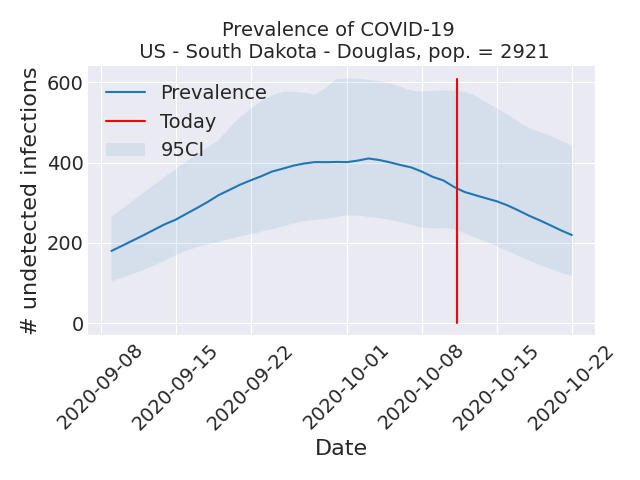 Prevalence of COVID-19
US - South Dakota - Douglas, pop. = 2921
# undetected infections
600
400
200
0
Prevalence
Today
95CI
2020-09-08
2020-09-15
2020-09-22
2020-10-01
2020-10-08
2020-10-15
2020-10-22
Date